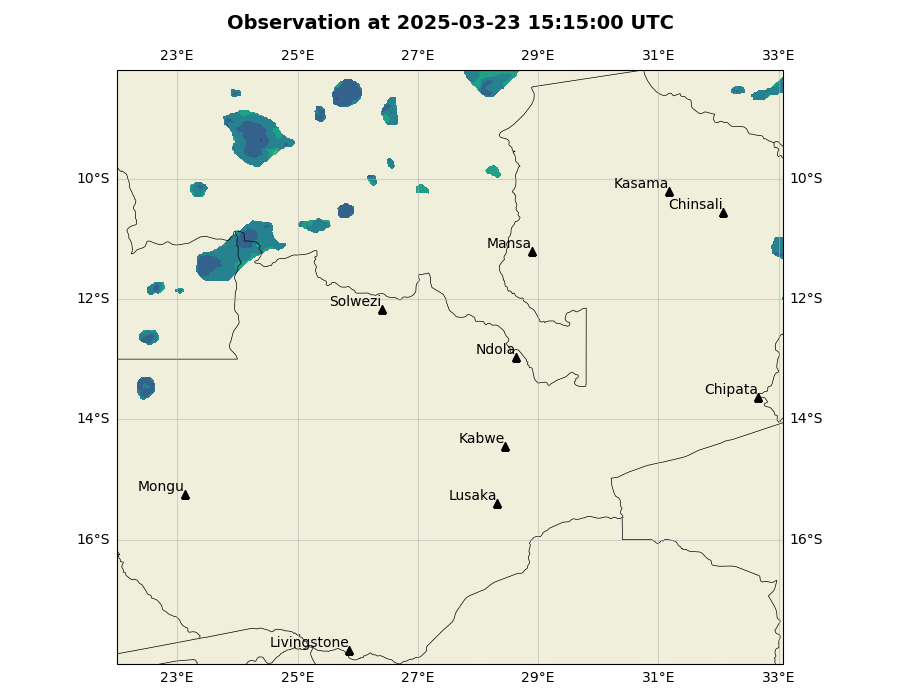 Observation at 2025-03-23 15:15:00 UTC
23°E 25°E 27°E 29°E 31°E 33°E
10°S 10°S
Kasama
Chinsali
Mansa
12°S 12°S
Solwezi
Ndola
Chipata
14°S 14°S
Kabwe
Mongu
Lusaka
16°S 16°S
Livingstone
23°E 25°E 27°E 29°E 31°E 33°E